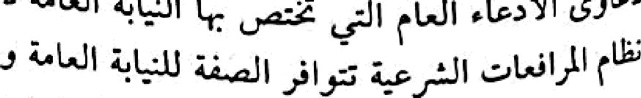 دعاوى الادعاء العام التي تختص بها النيابة العامة
نظام المرافعات الشرعية تتوافر الصفة للنيابة العامة و